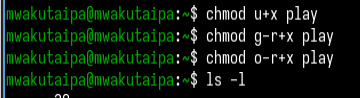 mwakutaipa@mwakutaipa:~$ chmod u+x play
mwakutaipa@mwakutaipa:~$ chmod g-r+x play
mwakutaipa@mwakutaipa:~$ chmod o-r+x play
mwakutaipa@mwakutaipa:~$ ls -l